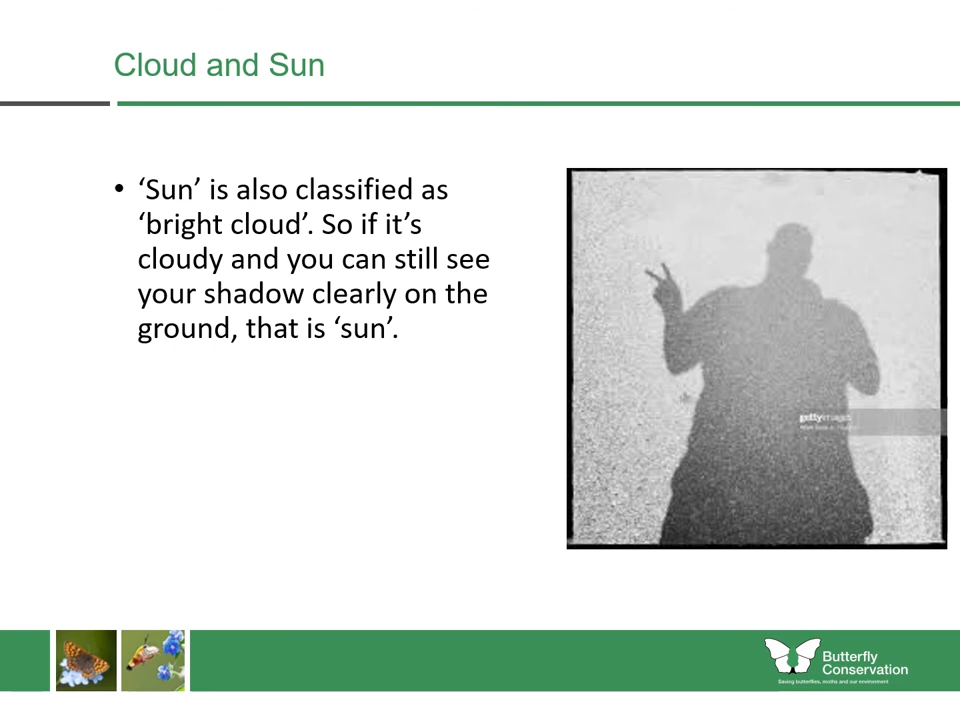 Cloud and Sun
• ‘Sun’ is also classified as
‘bright cloud’. So if it’s
cloudy and you can still see
your shadow clearly on the
ground, that is ‘sun’.
gettyimages
Butterfly
Conservation
Saving butterflies, moths and our environment